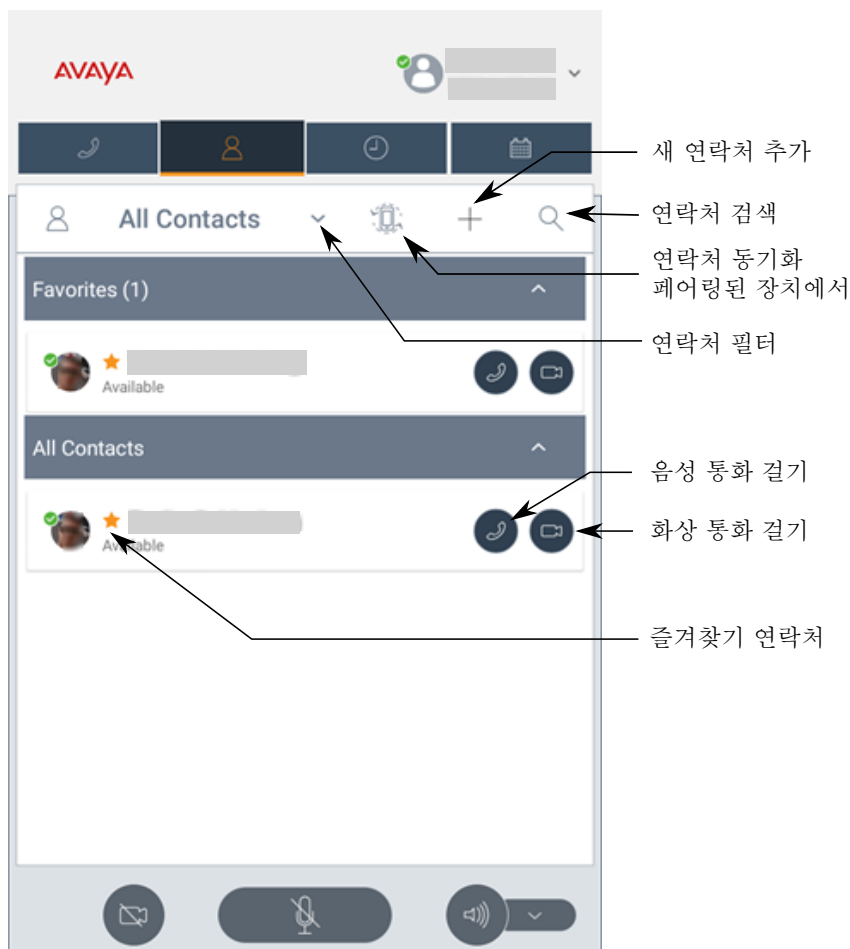 AVAYA
새 연락처 추가
All Contacts
연락처 검색
연락처 동기화
페어링된 장치에서
Favorites (1)
연락처 필터
Available
All Contacts
음성 통화 걸기
화상 통화 걸기
Available
즐겨찾기 연락처